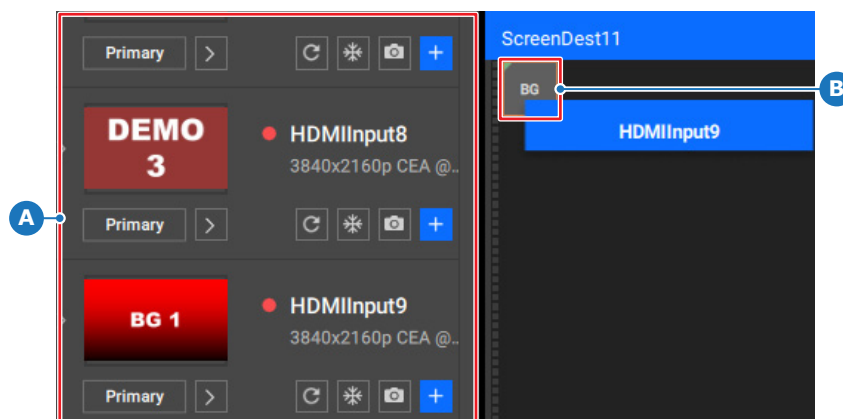 Primary
DEMO
3
HDMIInput8
3840x2160p CEA @..
Primary
BG 1
HDMIInput9
3840x2160p CEA @..
Primary
A
ScreenDest11
BG
HDMIInput9
B